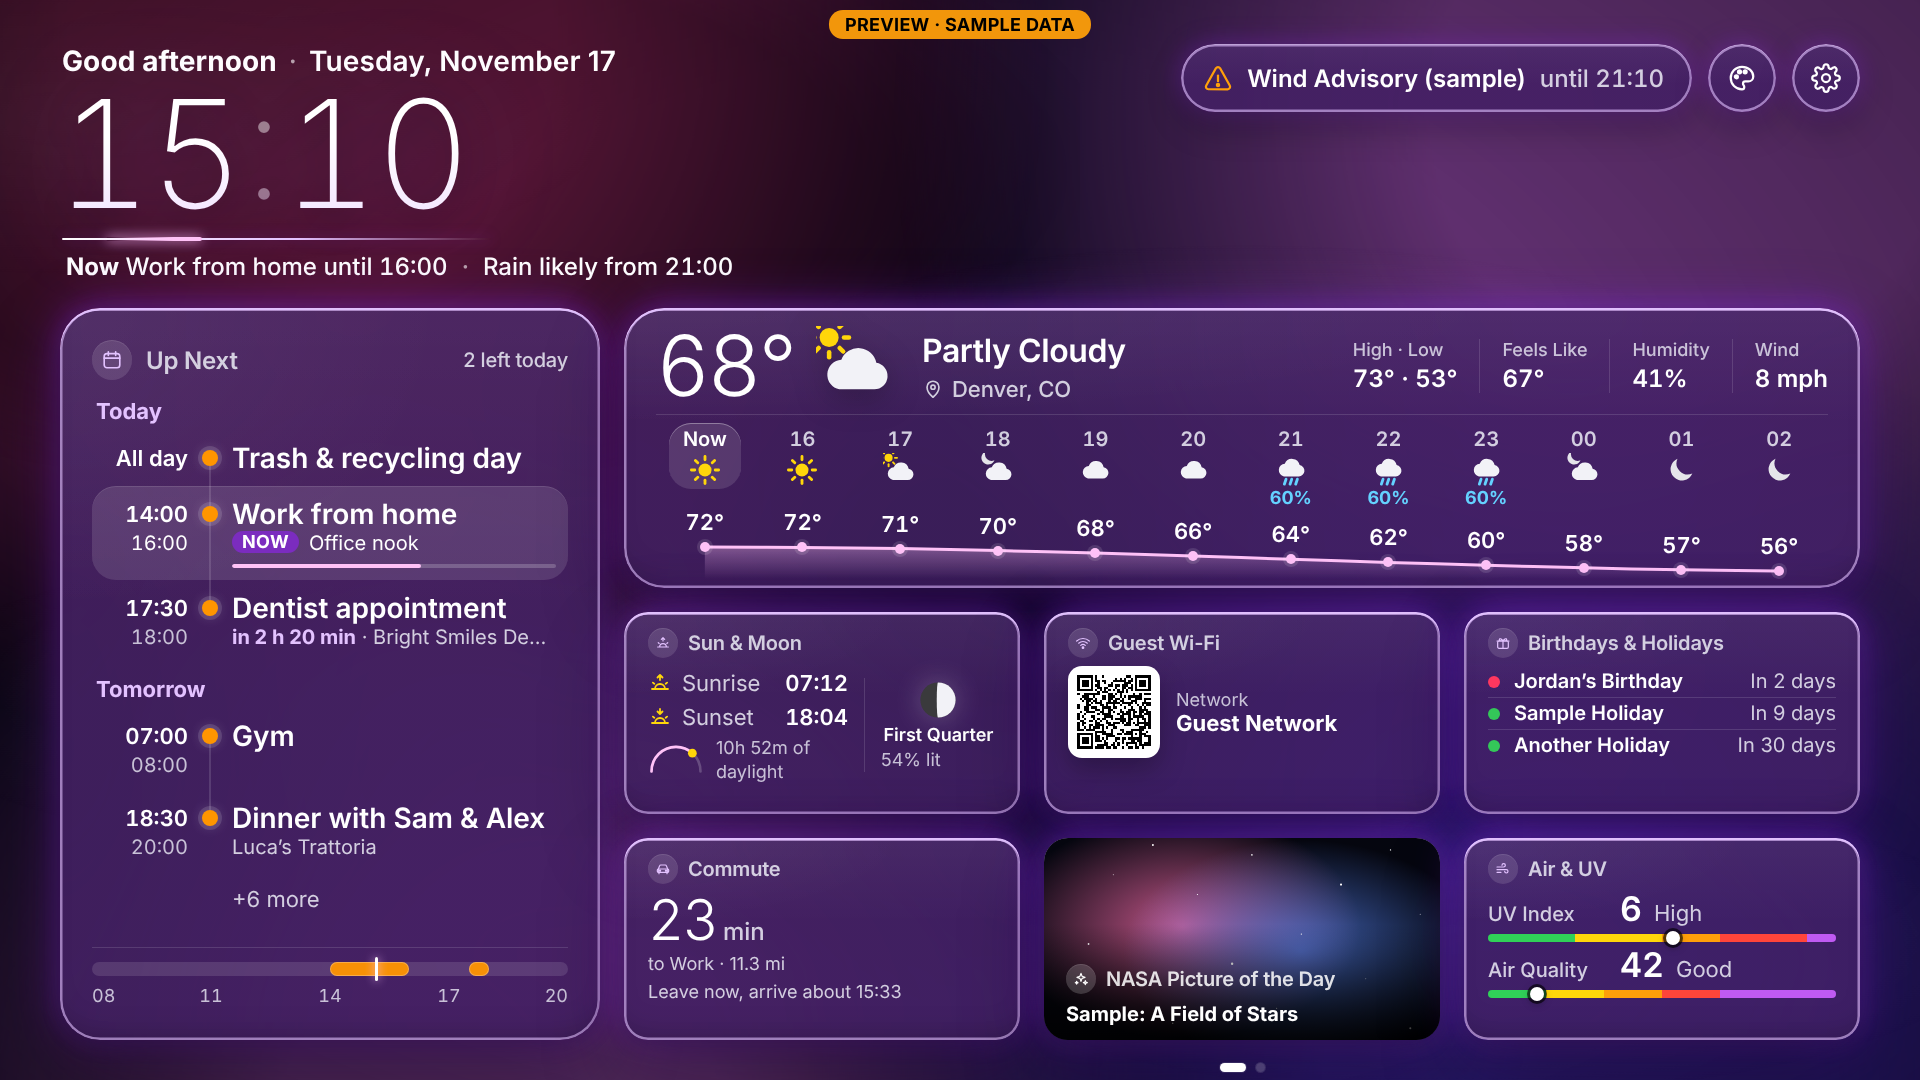 PREVIEW · SAMPLE DATA
Good afternoon · Tuesday, November 17
15:10
Now Work from home until 16:00 · Rain likely from 21:00
Wind Advisory (sample) until 21:10
Up Next
2 left today
Today
All day Trash & recycling day
14:00 Work from home
16:00 NOW Office nook
17:30 Dentist appointment
18:00 in 2 h 20 min · Bright Smiles De...
Tomorrow
07:00 Gym
08:00
18:30 Dinner with Sam & Alex
20:00 Luca's Trattoria
+6 more
08 11 14 17 20
68° Partly Cloudy
Denver, CO
High · Low Feels Like Humidity Wind
73° · 53° 67° 41% 8 mph
Now 16 17 18 19 20 21 22 23 00 01 02
60% 60% 60%
72° 72° 71° 70° 68° 66° 64° 62° 60° 58° 57° 56°
Sun & Moon
Sunrise 07:12
Sunset 18:04
10h 52m of
daylight
First Quarter
54% lit
Guest Wi-Fi
Network
Guest Network
Birthdays & Holidays
Jordan's Birthday In 2 days
Sample Holiday In 9 days
Another Holiday In 30 days
Commute
23 min
to Work · 11.3 mi
Leave now, arrive about 15:33
NASA Picture of the Day
Sample: A Field of Stars
Air & UV
UV Index 6 High
Air Quality 42 Good